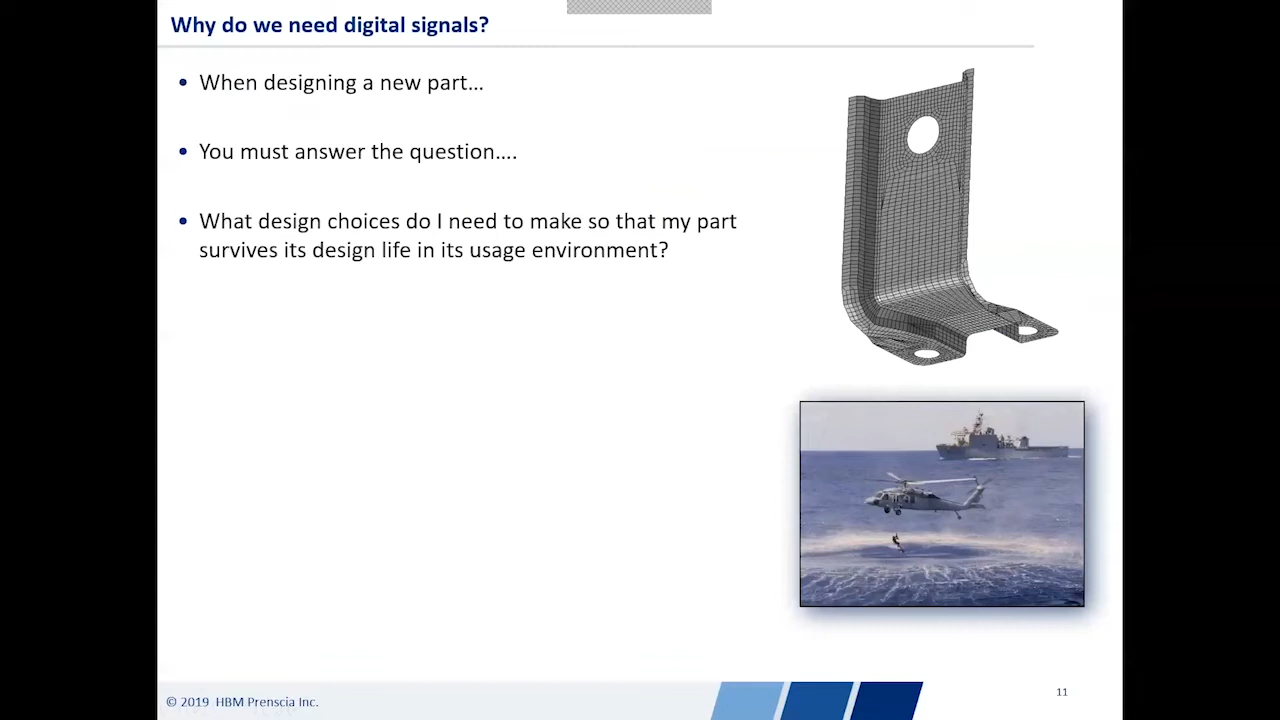 Why do we need digital signals?
• When designing a new part…
• You must answer the question….
• What design choices do I need to make so that my part
survives its design life in its usage environment?
© 2019 HBM Prenscia Inc.
11